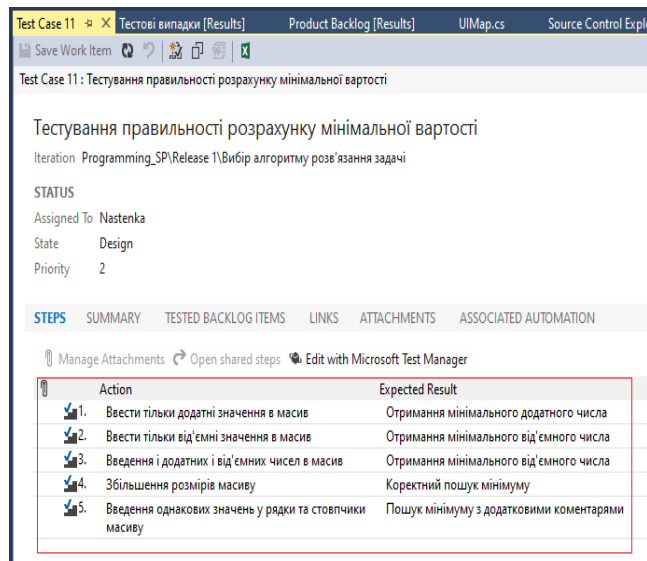 Test Case 11 Тестові випадки [Results] Product Backlog [Results] UIMap.cs Source Control Expl
Save Work Item
Test Case 11 : Тестування правильності розрахунку мінімальної вартості
Тестування правильності розрахунку мінімальної вартості
Iteration Programming_SP\Release 1\Вибір алгоритму розв'язання задачі
STATUS
Assigned To Nastenka
State Design
Priority 2
STEPS SUMMARY TESTED BACKLOG ITEMS LINKS ATTACHMENTS ASSOCIATED AUTOMATION
Manage Attachments Open shared steps Edit with Microsoft Test Manager
Action Expected Result
1. Ввести тільки додатні значення в масив Отримання мінімального додатного числа
2. Ввести тільки від'ємні значення в масив Отримання мінімального від'ємного числа
3. Введення і додатних і від'ємних чисел в масив Отримання мінімального від'ємного числа
4. Збільшення розмірів масиву Коректний пошук мінімуму
5. Введення однакових значень у рядки та стовпчики Пошук мінімуму з додатковими коментарями
масиву